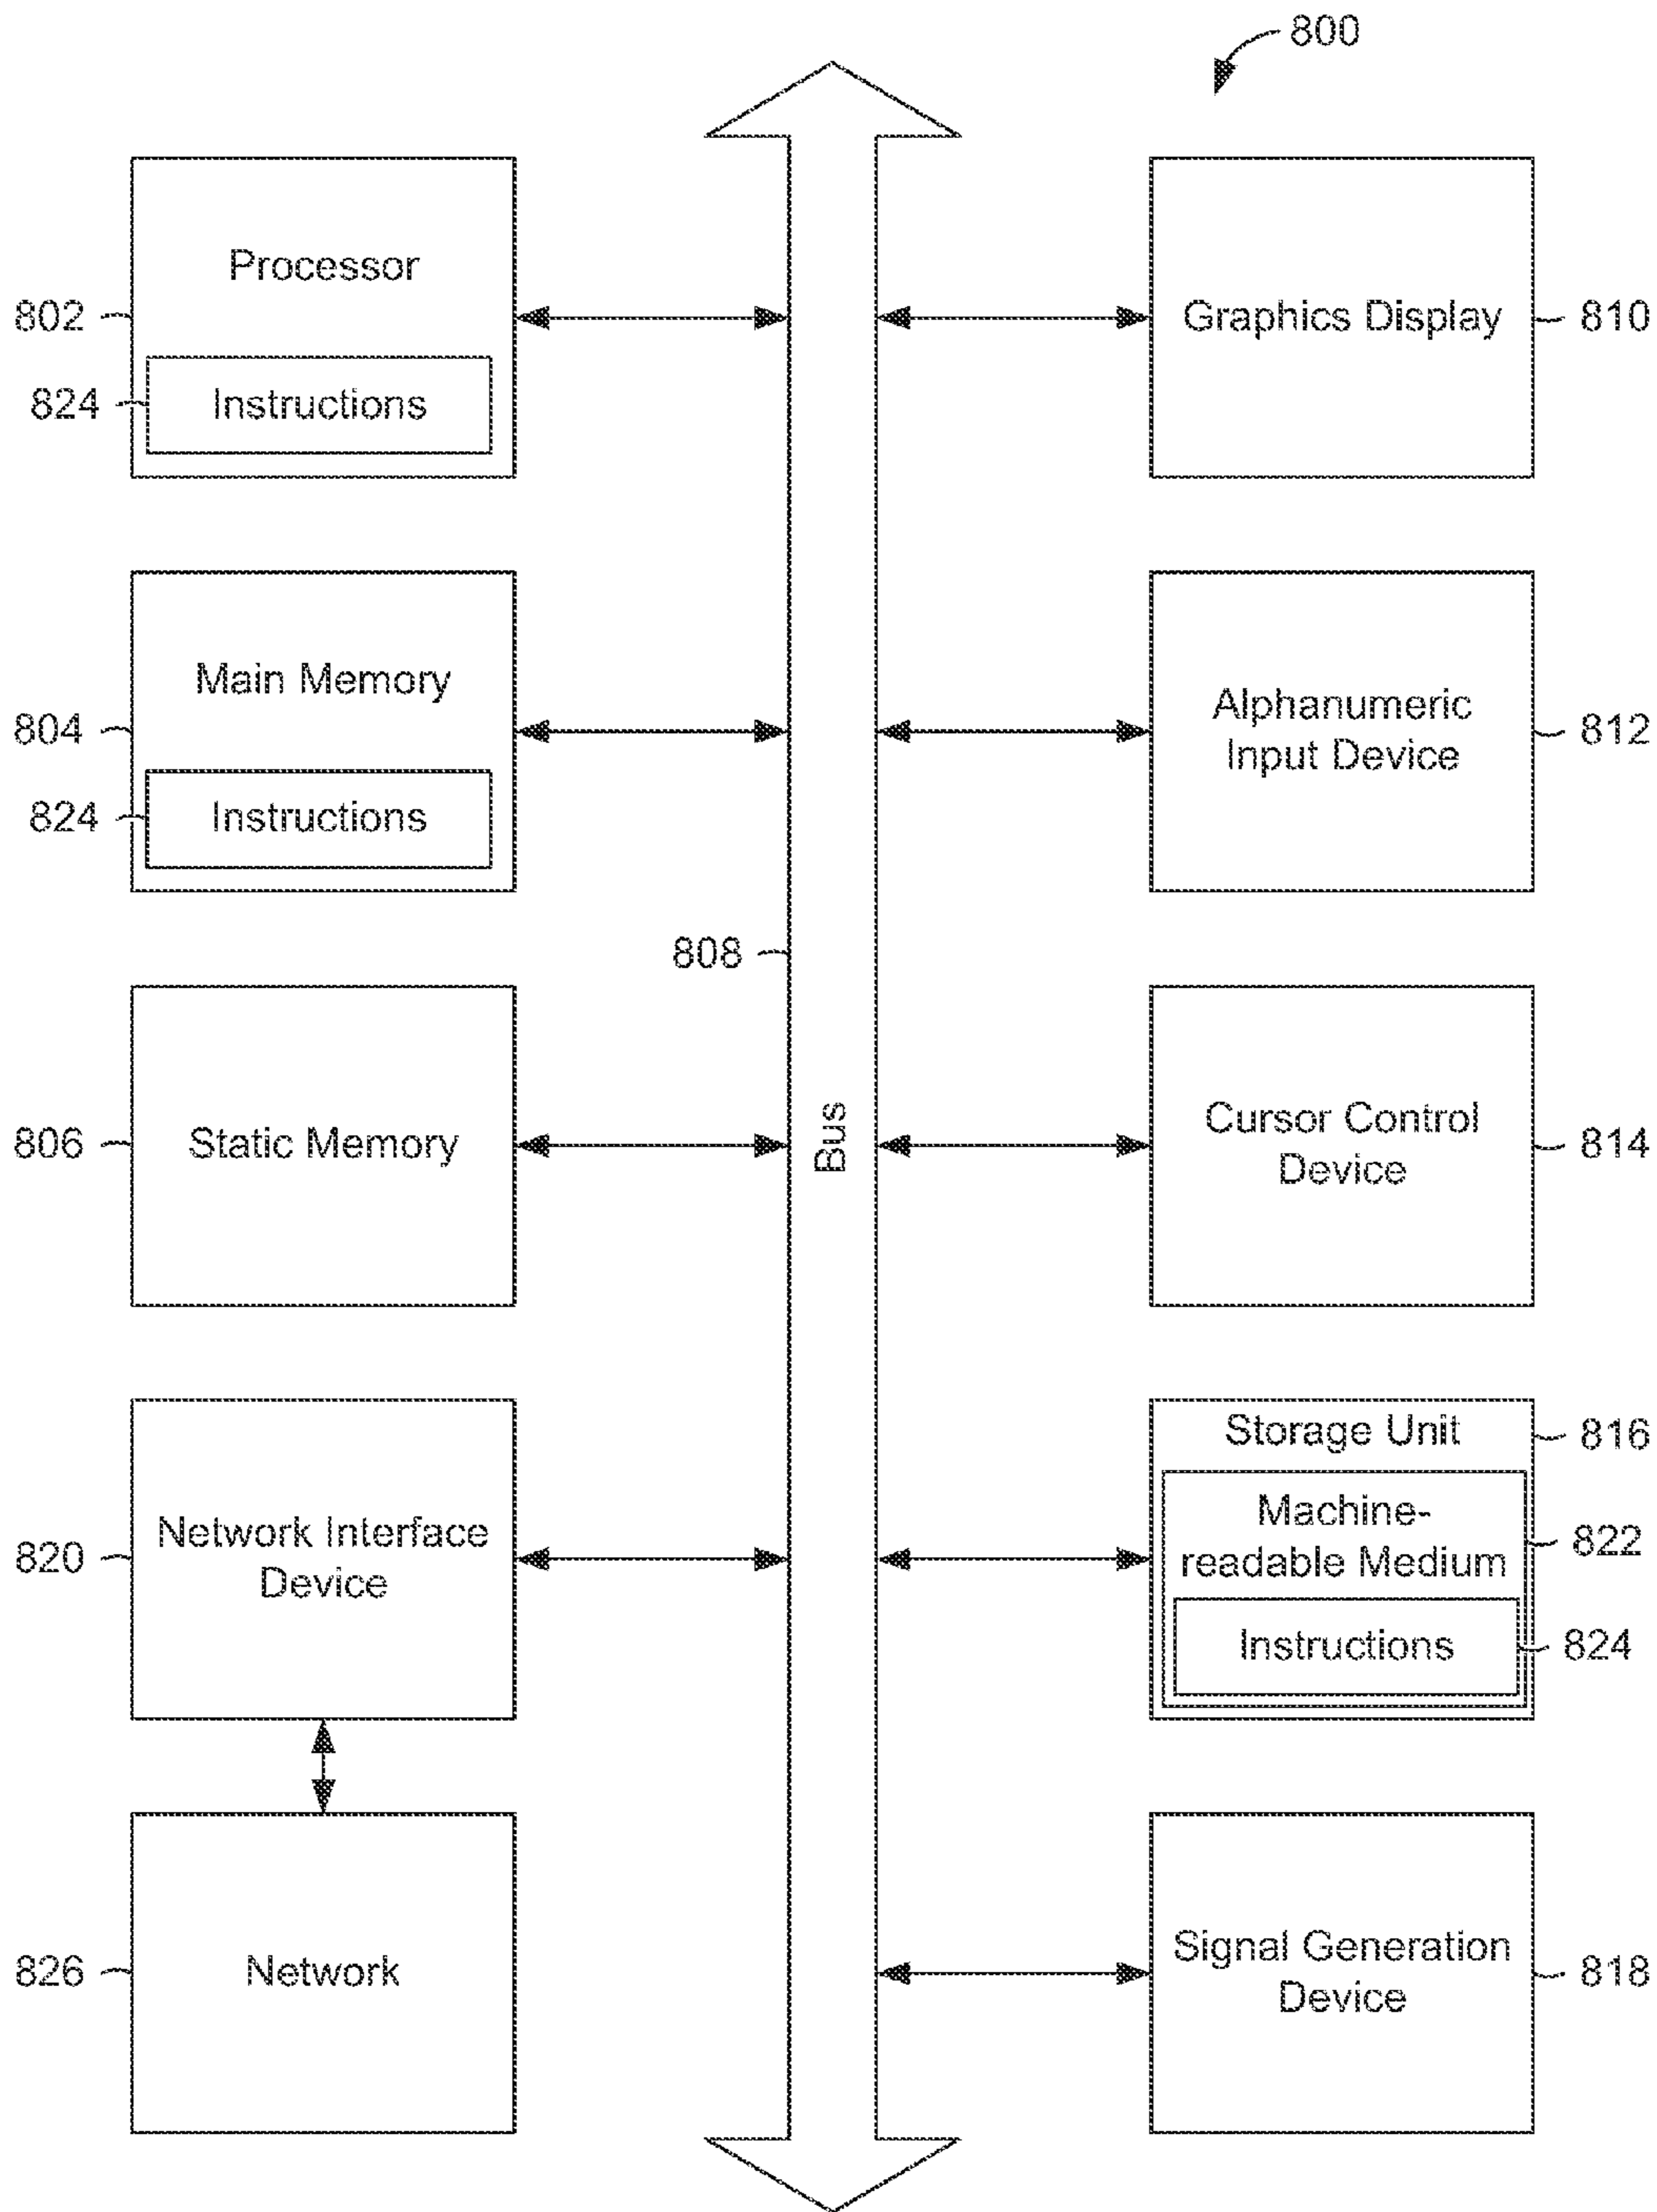 800
Processor
802
824
Instructions
Graphics Display
810
Main Memory
804
824
Instructions
Alphanumeric
Input Device
812
808
Bus
Static Memory
806
Cursor Control
Device
814
Network Interface
Device
820
Storage Unit
816
Machine-
readable Medium
822
Instructions
824
Network
826
Signal Generation
Device
818